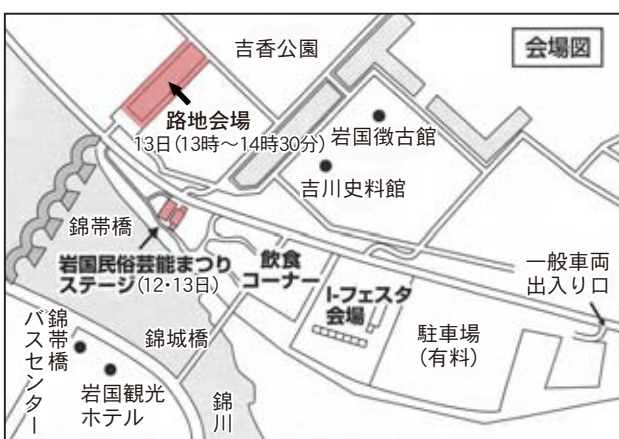 会場図
吉香公園
路地会場
13日(13時〜14時30分)
岩国徴古館
吉川史料館
錦帯橋
岩国民俗芸能まつり
ステージ(12・13日)
飲食
コーナー
I-フェスタ
会場
一般車両
出入り口
駐車場
(有料)
錦城橋
錦帯橋
バスセンター
岩国観光
ホテル
錦川